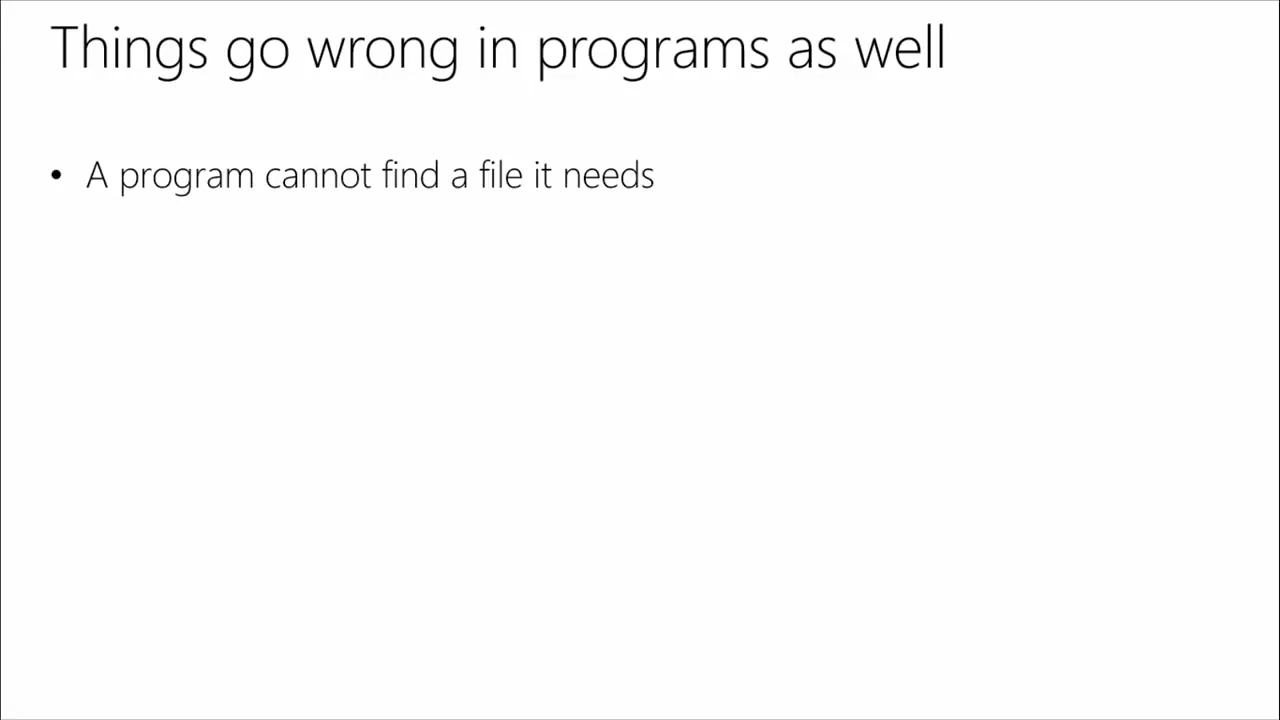 Things go wrong in programs as well
• A program cannot find a file it needs